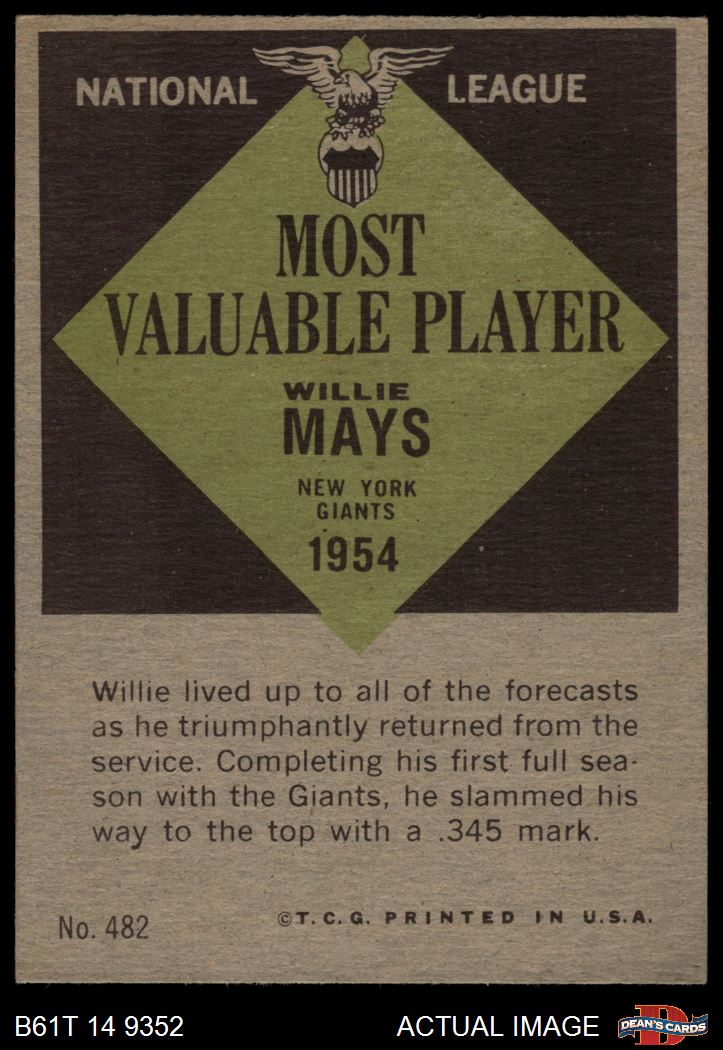 NATIONAL LEAGUE
MOST
VALUABLE PLAYER
WILLIE
MAYS
NEW YORK
GIANTS
1954
Willie lived up to all of the forecasts
as he triumphantly returned from the
service. Completing his first full sea-
son with the Giants, he slammed his
way to the top with a .345 mark.
No. 482
©T.C.G. PRINTED IN U.S.A.
B61T 14 9352
ACTUAL IMAGE
D
DEAN'S CARDS